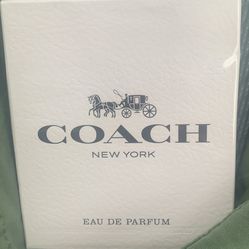 COACH
NEW YORK
EAU DE PARFUM